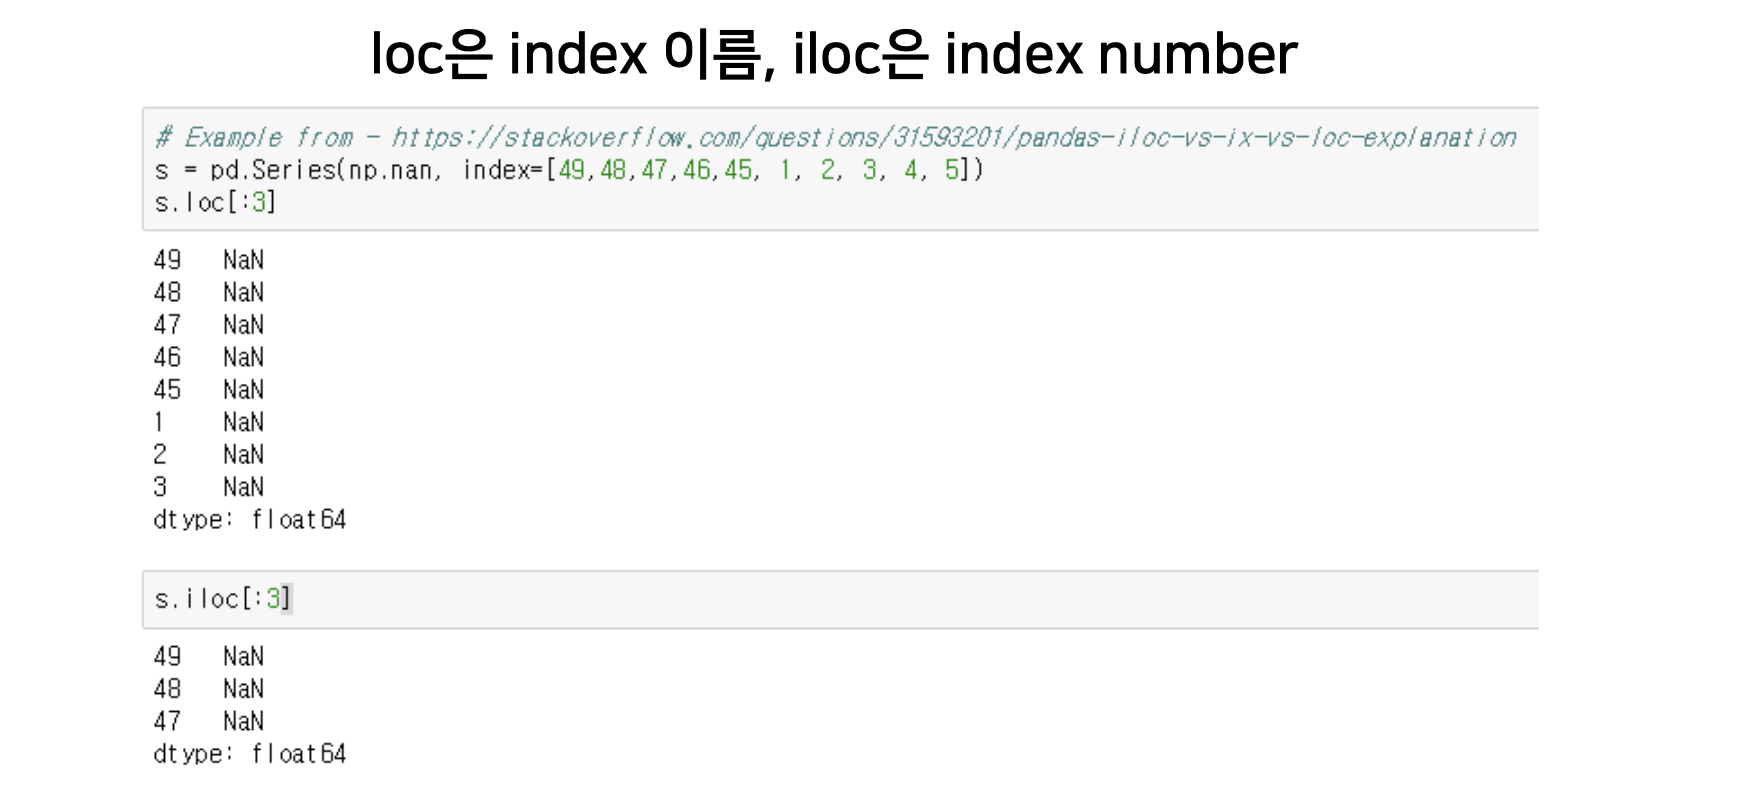 loc은 index 이름, iloc은 index number
# Example from - https://stackoverflow.com/questions/31593201/pandas-iloc-vs-ix-vs-loc-explanation
s = pd.Series(np.nan, index=[49,48,47,46,45, 1, 2, 3, 4, 5])
s.loc[:3]
49 NaN
48 NaN
47 NaN
46 NaN
45 NaN
1 NaN
2 NaN
3 NaN
dtype: float64
s.iloc[:3]
49 NaN
48 NaN
47 NaN
dtype: float64